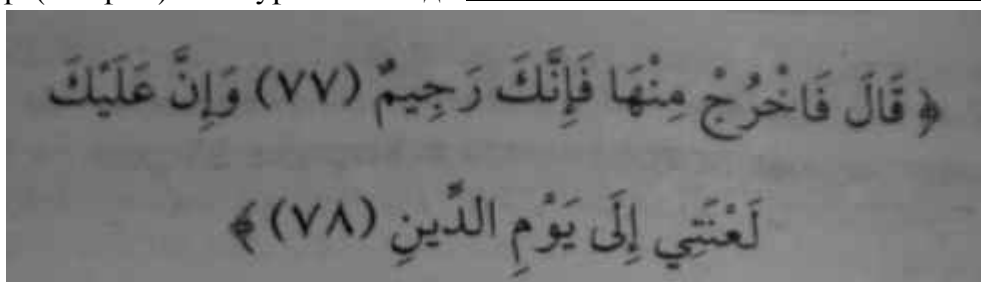 ﴿ قَالَ فَاخْرُجْ مِنْهَا فَإِنَّكَ رَجِيمٌ (٧٧) وَإِنَّ عَلَيْكَ
لَعْنَتِي إِلَى يَوْمِ الدِّينِ (٧٨) ﴾